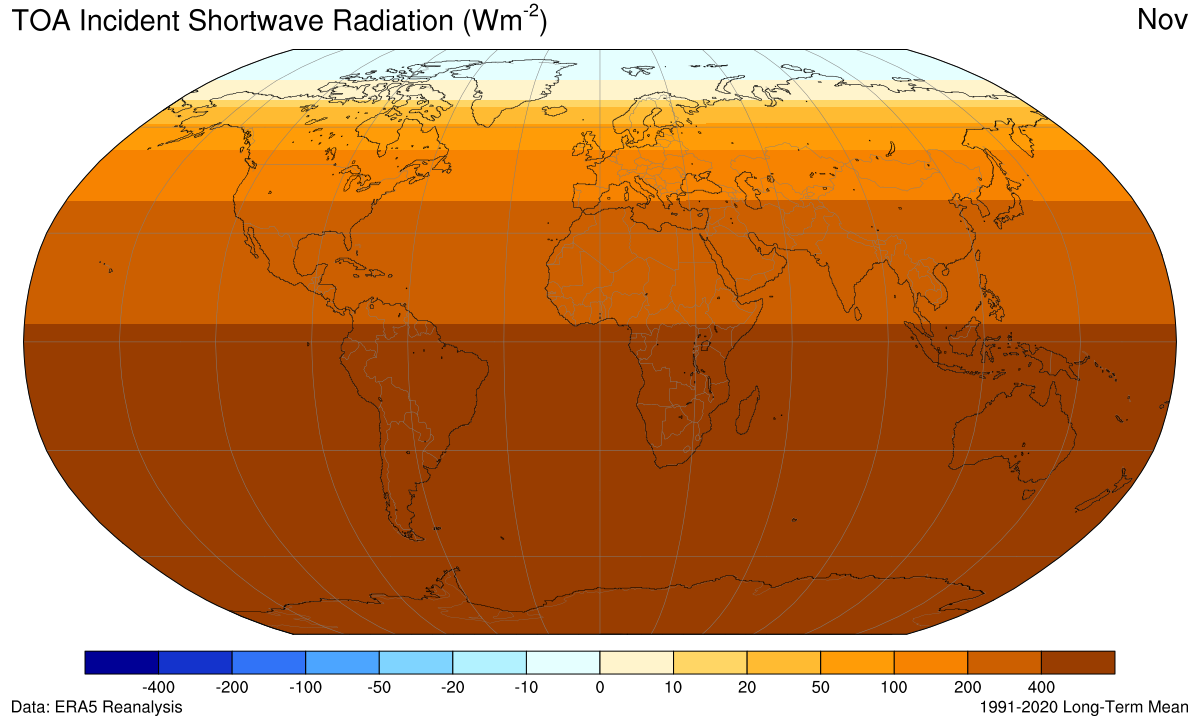 TOA Incident Shortwave Radiation (Wm-2) Nov
-400 -200 -100 -50 -20 -10 0 10 20 50 100 200 400
Data: ERA5 Reanalysis 1991-2020 Long-Term Mean